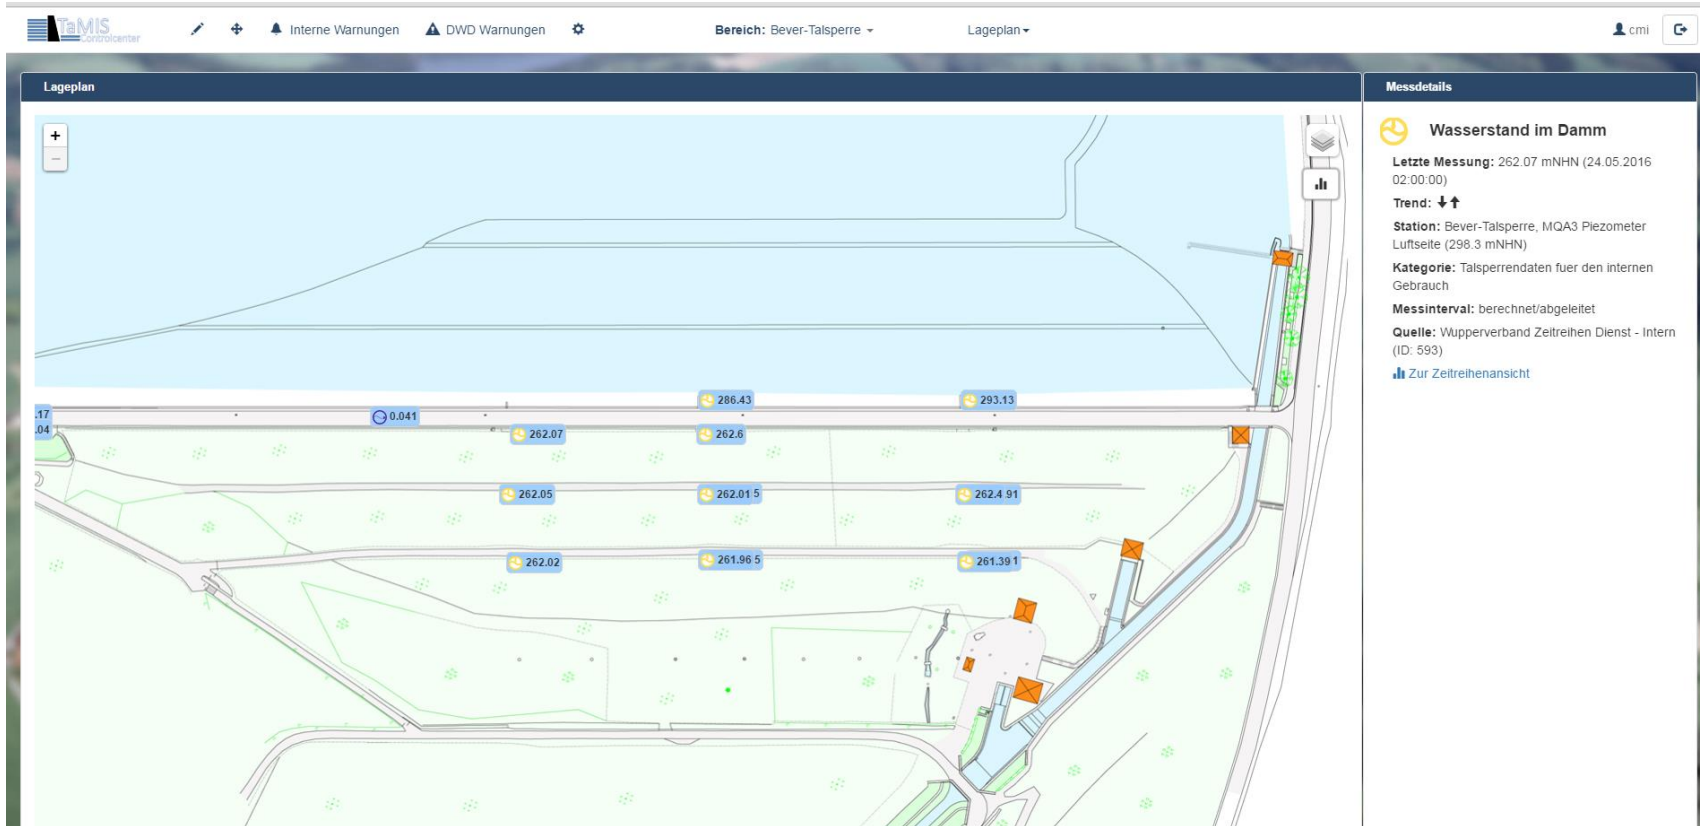 TaMIS
Controlcenter
Interne Warnungen
DWD Warnungen
Bereich: Bever-Talsperre
Lageplan
cmi
Lageplan
+
−
.17
.04
0.041
286.43
293.13
262.07
262.6
262.05
262.01 5
262.4 91
262.02
261.96 5
261.39 1
Messdetails
Wasserstand im Damm
Letzte Messung: 262.07 mNHN (24.05.2016
02:00:00)
Trend:
Station: Bever-Talsperre, MQA3 Piezometer
Luftseite (298.3 mNHN)
Kategorie: Talsperrendaten fuer den internen
Gebrauch
Messinterval: berechnet/abgeleitet
Quelle: Wupperverband Zeitreihen Dienst - Intern
(ID: 593)
Zur Zeitreihenansicht